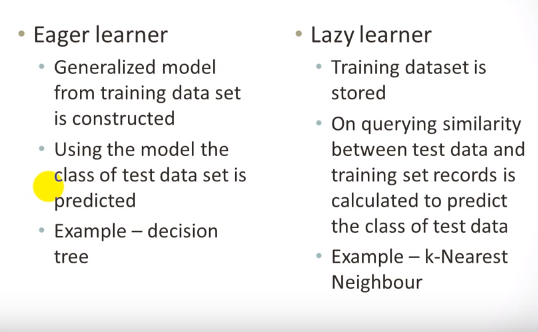 • Eager learner
• Generalized model
from training data set
is constructed
• Using the model the
class of test data set is
predicted
• Example – decision
tree
• Lazy learner
• Training dataset is
stored
• On querying similarity
between test data and
training set records is
calculated to predict
the class of test data
• Example – k-Nearest
Neighbour